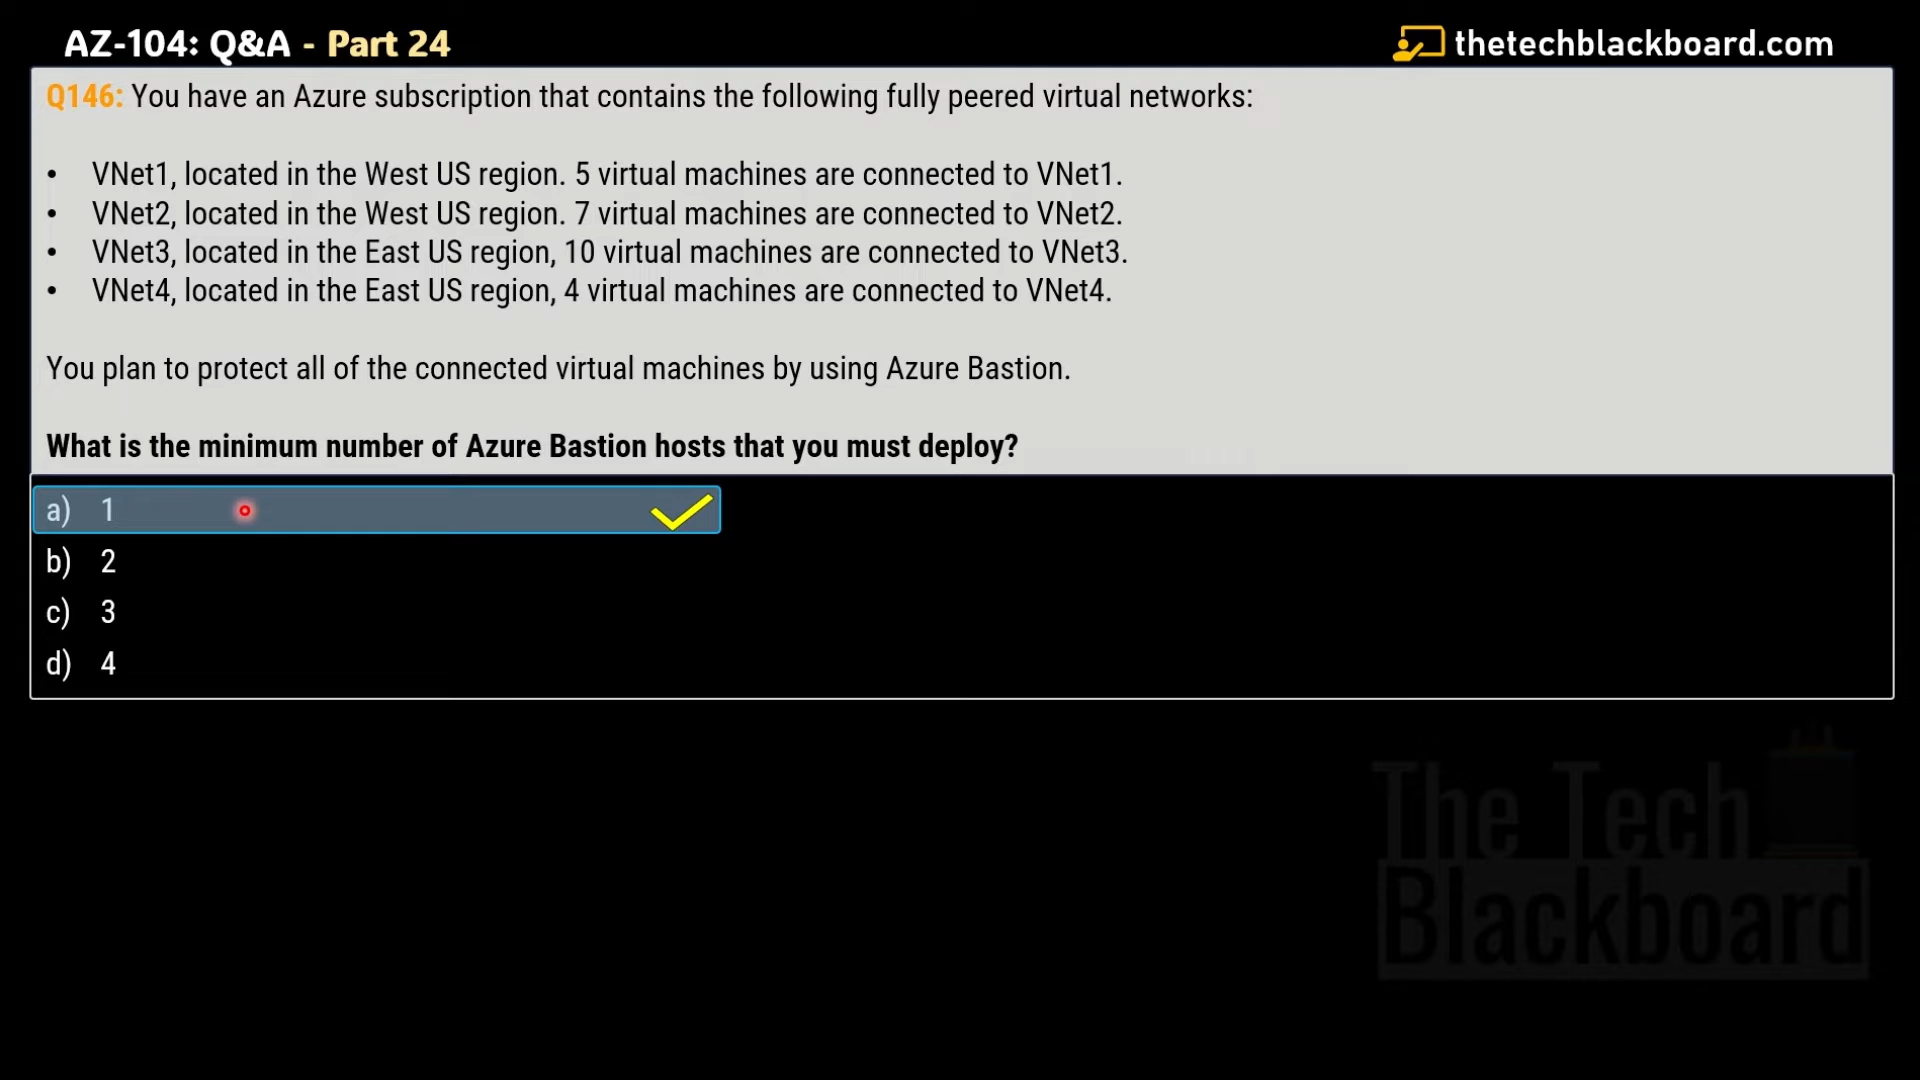 AZ-104: Q&A - Part 24
thetechblackboard.com
Q146: You have an Azure subscription that contains the following fully peered virtual networks:
• VNet1, located in the West US region. 5 virtual machines are connected to VNet1.
• VNet2, located in the West US region. 7 virtual machines are connected to VNet2.
• VNet3, located in the East US region, 10 virtual machines are connected to VNet3.
• VNet4, located in the East US region, 4 virtual machines are connected to VNet4.
You plan to protect all of the connected virtual machines by using Azure Bastion.
What is the minimum number of Azure Bastion hosts that you must deploy?
a) 1
b) 2
c) 3
d) 4
The Tech
Blackboard